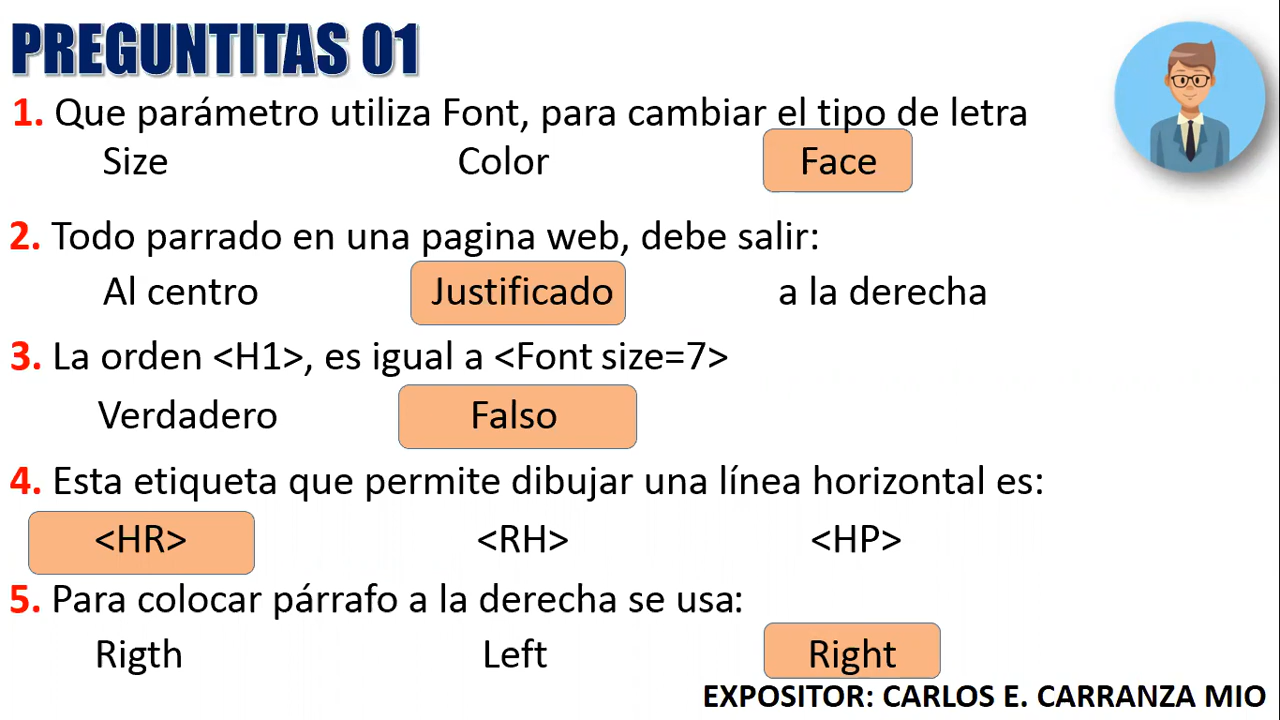 PREGUNTITAS 01
1. Que parámetro utiliza Font, para cambiar el tipo de letra
Size Color Face
2. Todo parrado en una pagina web, debe salir:
Al centro Justificado a la derecha
3. La orden <H1>, es igual a <Font size=7>
Verdadero Falso
4. Esta etiqueta que permite dibujar una línea horizontal es:
<HR> <RH> <HP>
5. Para colocar párrafo a la derecha se usa:
Rigth Left Right
EXPOSITOR: CARLOS E. CARRANZA MIO